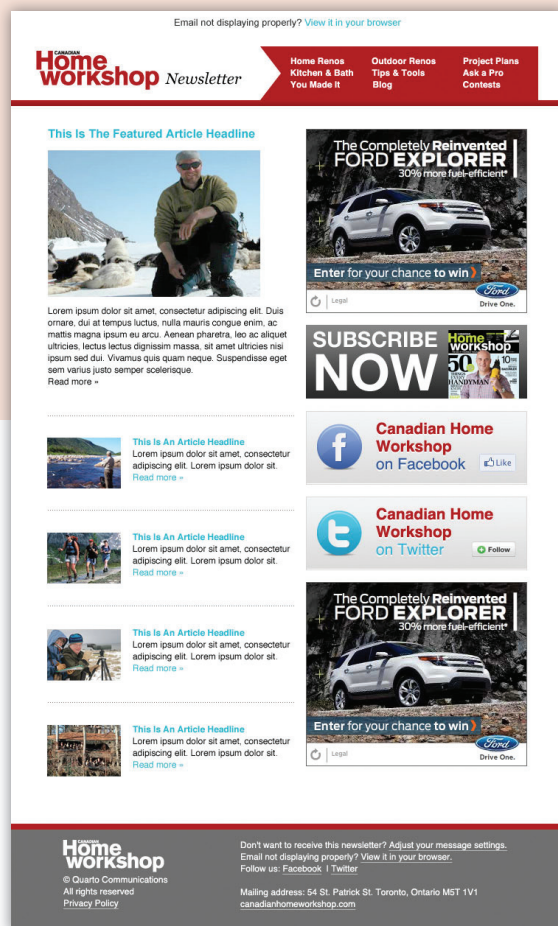 Email not displaying properly? View it in your browser
CANADIAN
Home
workshop Newsletter
Home Renos
Kitchen & Bath
You Made It
Outdoor Renos
Tips & Tools
Blog
Project Plans
Ask a Pro
Contests
This Is The Featured Article Headline
Lorem ipsum dolor sit amet, consectetur adipiscing elit. Duis
ornare, dui at tempus luctus, nulla mauris congue enim, ac
mattis magna ipsum eu arcu. Aenean pharetra, leo ac aliquet
ultricies, lectus lectus dignissim massa, sit amet ultricies nisi
ipsum sed dui. Vivamus quis quam neque. Suspendisse eget
sem varius justo semper scelerisque.
Read more »
This Is An Article Headline
Lorem ipsum dolor sit amet, consectetur
adipiscing elit. Lorem ipsum dolor sit.
Read more »
This Is An Article Headline
Lorem ipsum dolor sit amet, consectetur
adipiscing elit. Lorem ipsum dolor sit.
Read more »
This Is An Article Headline
Lorem ipsum dolor sit amet, consectetur
adipiscing elit. Lorem ipsum dolor sit.
Read more »
This Is An Article Headline
Lorem ipsum dolor sit amet, consectetur
adipiscing elit. Lorem ipsum dolor sit.
Read more »
The Completely Reinvented
FORD EXPLORER
30% more fuel-efficient*
Enter for your chance to win
Legal
Ford
Drive One.
SUBSCRIBE
NOW
Home
workshop
50
THINGS
EVERY
HANDYMAN
10
Canadian Home
Workshop
on Facebook
Like
Canadian Home
Workshop
on Twitter
Follow
The Completely Reinvented
FORD EXPLORER
30% more fuel-efficient*
Enter for your chance to win
Legal
Ford
Drive One.
CANADIAN
Home
workshop
© Quarto Communications
All rights reserved
Privacy Policy
Don't want to receive this newsletter? Adjust your message settings.
Email not displaying properly? View it in your browser.
Follow us: Facebook | Twitter
Mailing address: 54 St. Patrick St. Toronto, Ontario M5T 1V1
canadianhomeworkshop.com